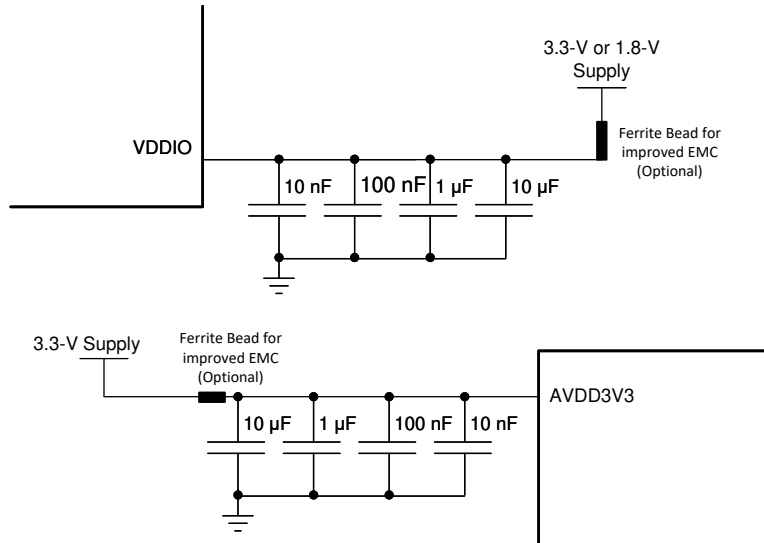 3.3-V or 1.8-V
Supply
VDDIO
Ferrite Bead for
improved EMC
(Optional)
10 nF
100 nF
1 µF
10 µF
3.3-V Supply
Ferrite Bead for
improved EMC
(Optional)
AVDD3V3
10 µF
1 µF
100 nF
10 nF